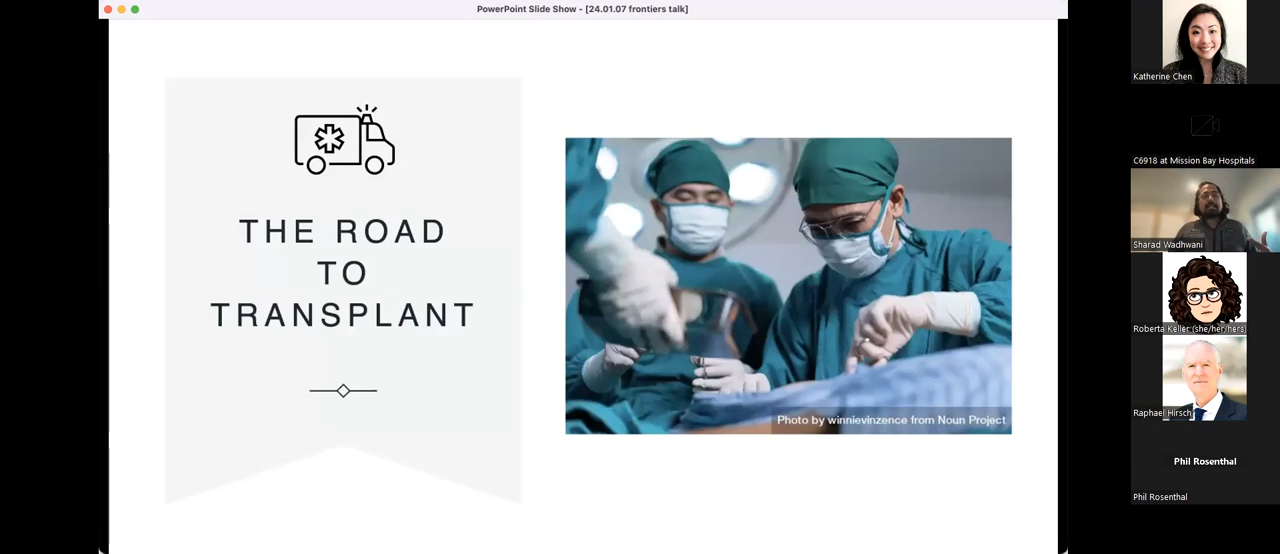 PowerPoint Slide Show - [24.01.07 frontiers talk]
THE ROAD
TO
TRANSPLANT
Photo by winnievinzence from Noun Project
Katherine Chen
C6918 at Mission Bay Hospitals
Sharad Wadhwani
Roberta Keller (she/her/hers)
Raphael Hirsch
Phil Rosenthal
Phil Rosenthal